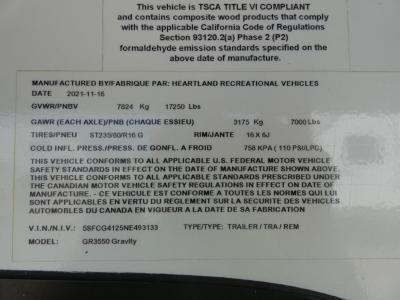 This vehicle is TSCA TITLE VI COMPLIANT
and contains composite wood products that comply
with the applicable California Code of Regulations
Section 93120.2(a) Phase 2 (P2)
formaldehyde emission standards specified on the
above date of manufacture.
MANUFACTURED BY/FABRIQUE PAR: HEARTLAND RECREATIONAL VEHICLES
DATE 2021-11-16
GVWR/PNBV 7824 Kg 17250 Lbs
GAWR (EACH AXLE)/PNB (CHAQUE ESSIEU) 3175 Kg 7000 Lbs
TIRES/PNEU ST235/80/R16 G RIM/JANTE 16 X 6J
COLD INFL. PRESS./PRESS. DE GONFL. A FROID 758 KPA ( 110 PSI/LPC)
THIS VEHICLE CONFORMS TO ALL APPLICABLE U.S. FEDERAL MOTOR VEHICLE
SAFETY STANDARDS IN EFFECT ON THE DATE OF MANUFACTURE SHOWN ABOVE.
THIS VEHICLE CONFORMS TO ALL APPLICABLE STANDARDS PRESCRIBED UNDER
THE CANADIAN MOTOR VEHICLE SAFETY REGULATIONS IN EFFECT ON DATE OF
MANUFACTURE - CE VEHICULE EST CONFORME A TOUTES LES NORMES QUI LUI
SONT APPLICABLES EN VERTU DU REGLEMENT SUR LA SECURITE DES VEHICLES
AUTOMOBILES DU CANADA EN VIGUEUR A LA DATE DE SA FABRICATION
V.I.N./N.I.V.: 5SFCG4125NE493133 TYPE/TYPE: TRAILER / TRA / REM
MODEL: GR3550 Gravity